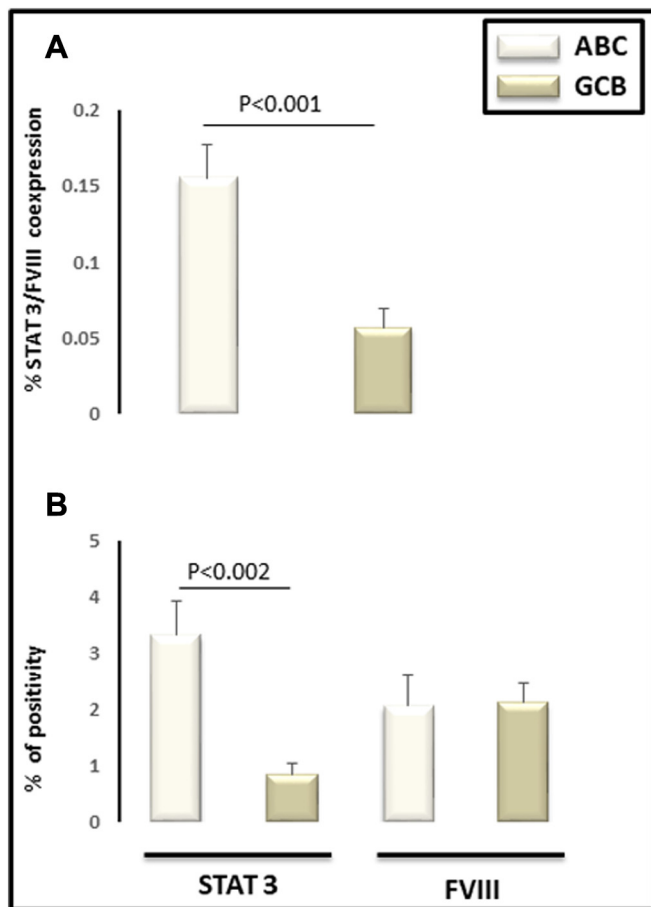 ABC
GCB
A
P<0.001
% STAT 3/FVIII coexpression
0.2
0.15
0.1
0.05
0
B
P<0.002
% of positivity
5
4
3
2
1
0
STAT 3
FVIII